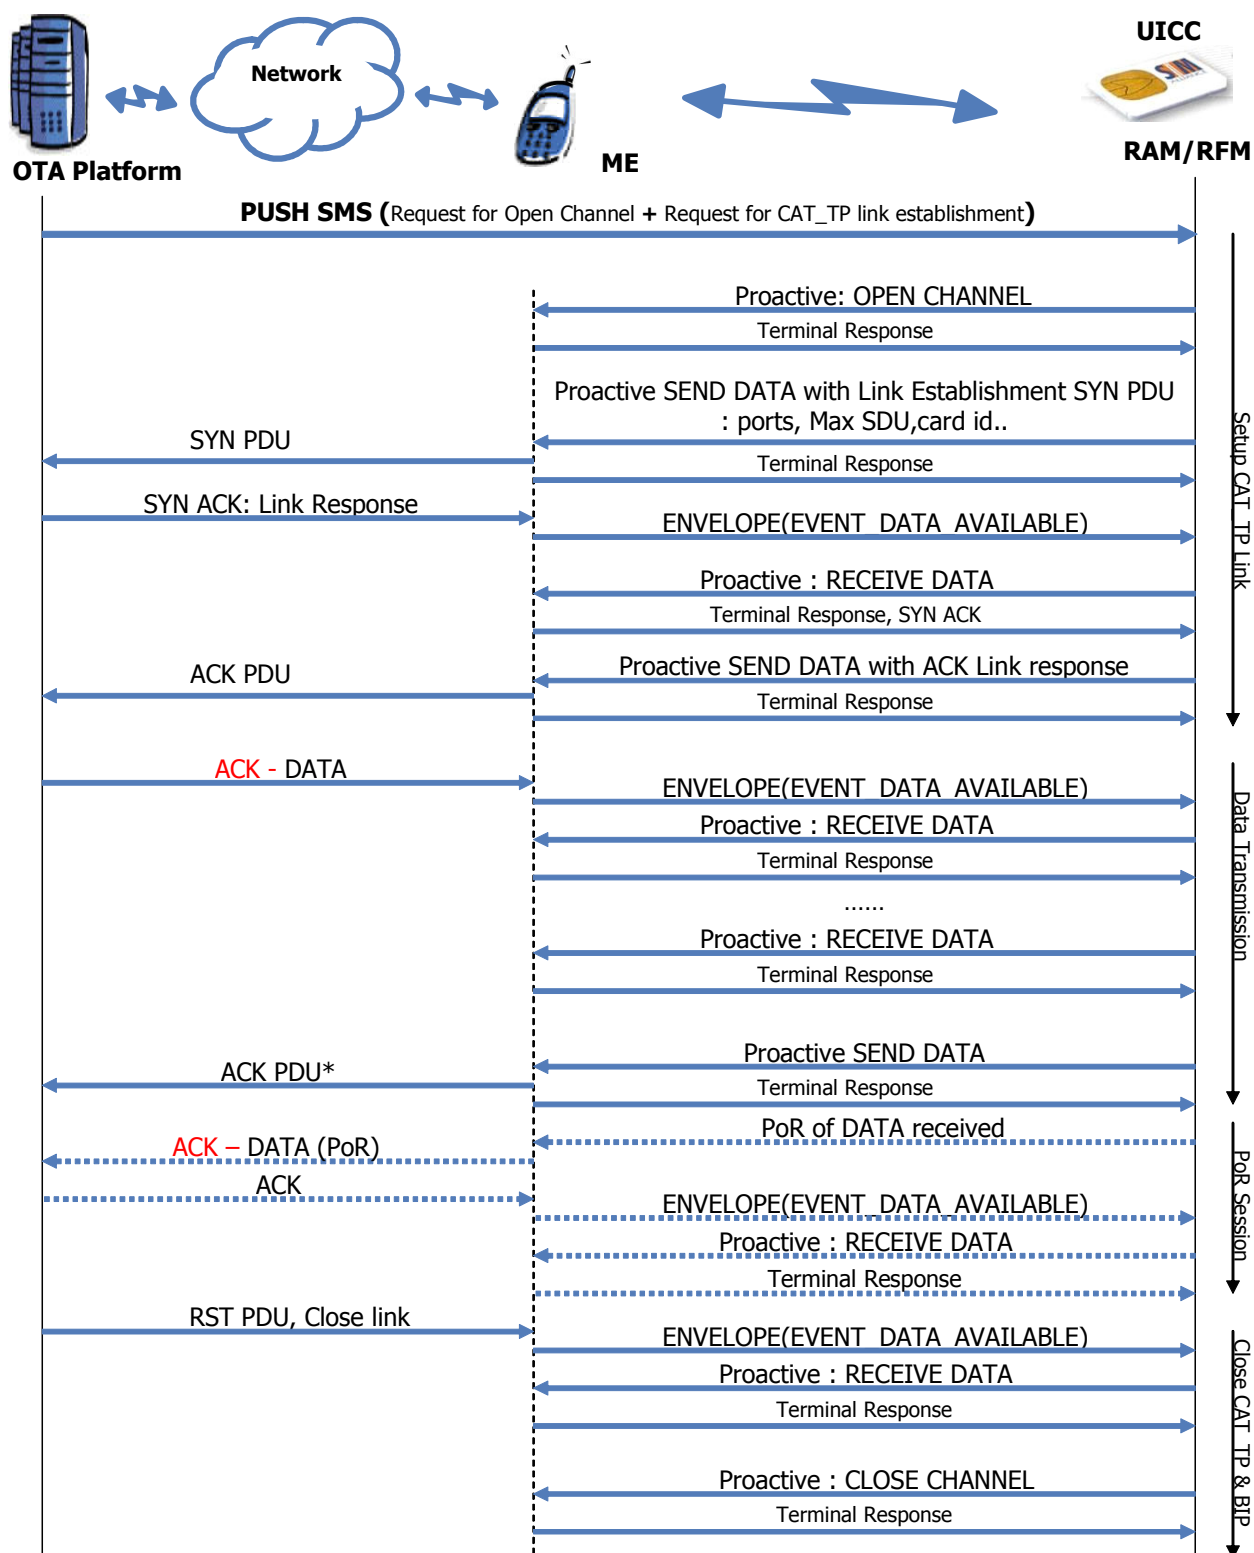 UICC
Network
SIM
OTA Platform
ME
RAM/RFM
PUSH SMS (Request for Open Channel + Request for CAT_TP link establishment)
Proactive: OPEN CHANNEL
Terminal Response
Proactive SEND DATA with Link Establishment SYN PDU
: ports, Max SDU,card id..
SYN PDU
Terminal Response
SYN ACK: Link Response
ENVELOPE(EVENT_DATA_AVAILABLE)
Proactive : RECEIVE DATA
Terminal Response, SYN ACK
Proactive SEND DATA with ACK Link response
ACK PDU
Terminal Response
Setup CAT_TP Link
ACK - DATA
ENVELOPE(EVENT_DATA_AVAILABLE)
Proactive : RECEIVE DATA
Terminal Response
......
Proactive : RECEIVE DATA
Terminal Response
Proactive SEND DATA
ACK PDU*
Terminal Response
Data Transmission
PoR of DATA received
ACK – DATA (PoR)
ACK
ENVELOPE(EVENT_DATA_AVAILABLE)
Proactive : RECEIVE DATA
Terminal Response
PoR Session
RST PDU, Close link
ENVELOPE(EVENT_DATA_AVAILABLE)
Proactive : RECEIVE DATA
Terminal Response
Proactive : CLOSE CHANNEL
Terminal Response
Close CAT_TP & BIP